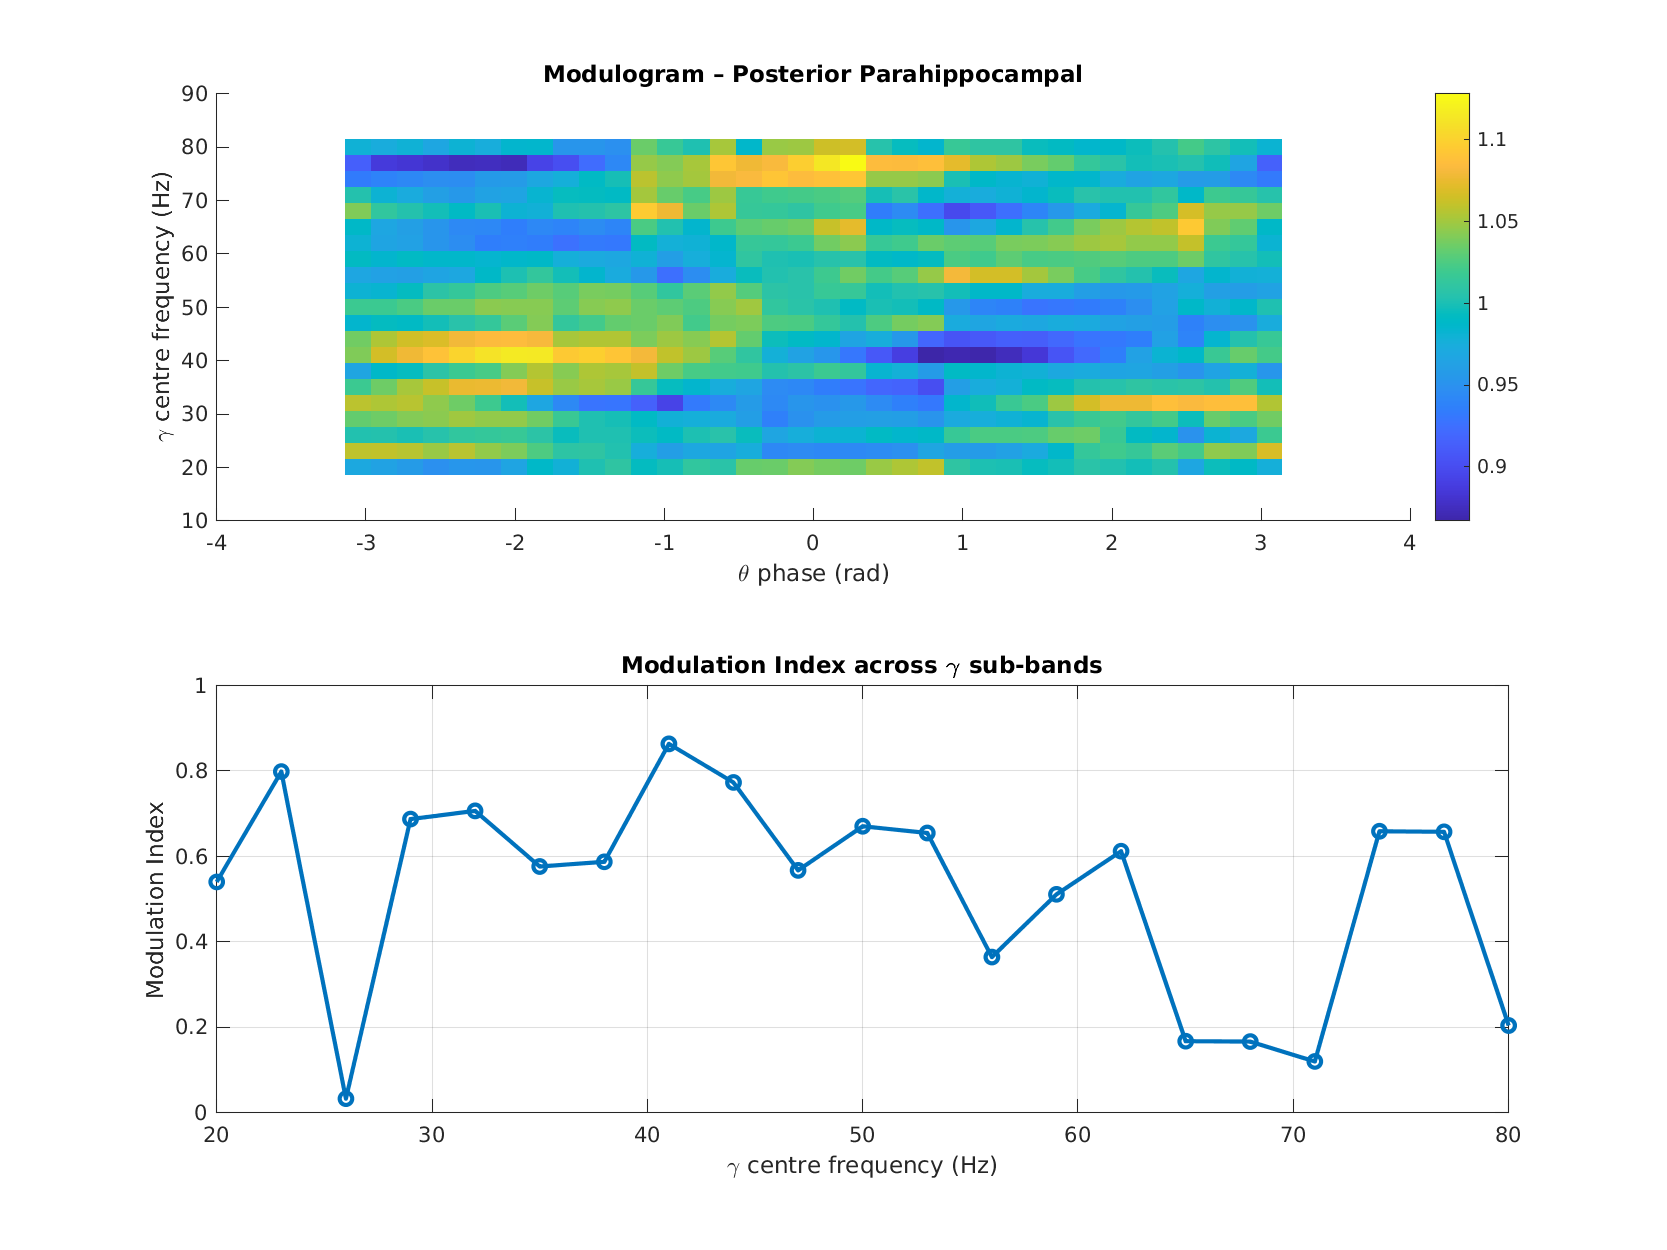 Modulogram – Posterior Parahippocampal
90
80
70
60
50
40
30
20
10
γ centre frequency (Hz)
-4 -3 -2 -1 0 1 2 3 4
θ phase (rad)
1.1
1.05
1
0.95
0.9
Modulation Index across γ sub-bands
1
0.8
0.6
0.4
0.2
0
Modulation Index
20 30 40 50 60 70 80
γ centre frequency (Hz)